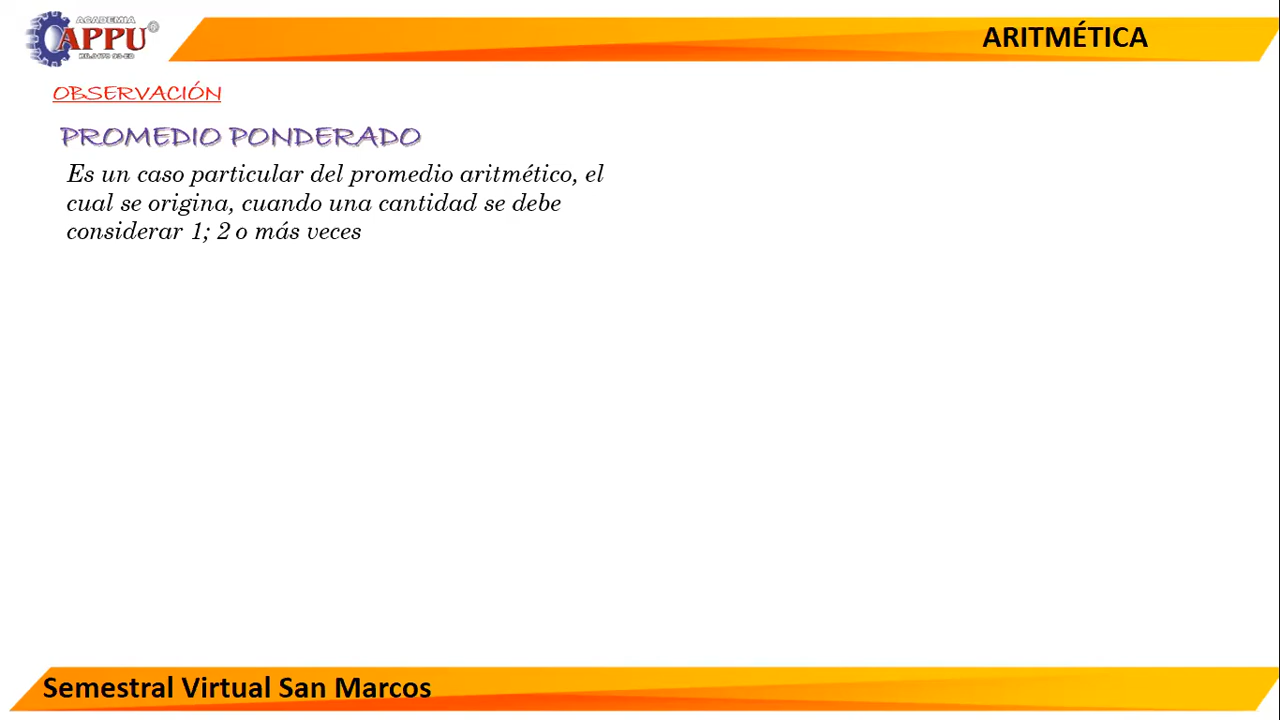 ACADEMIA
APPU
ARITMÉTICA
OBSERVACIÓN
PROMEDIO PONDERADO
Es un caso particular del promedio aritmético, el
cual se origina, cuando una cantidad se debe
considerar 1; 2 o más veces
Semestral Virtual San Marcos